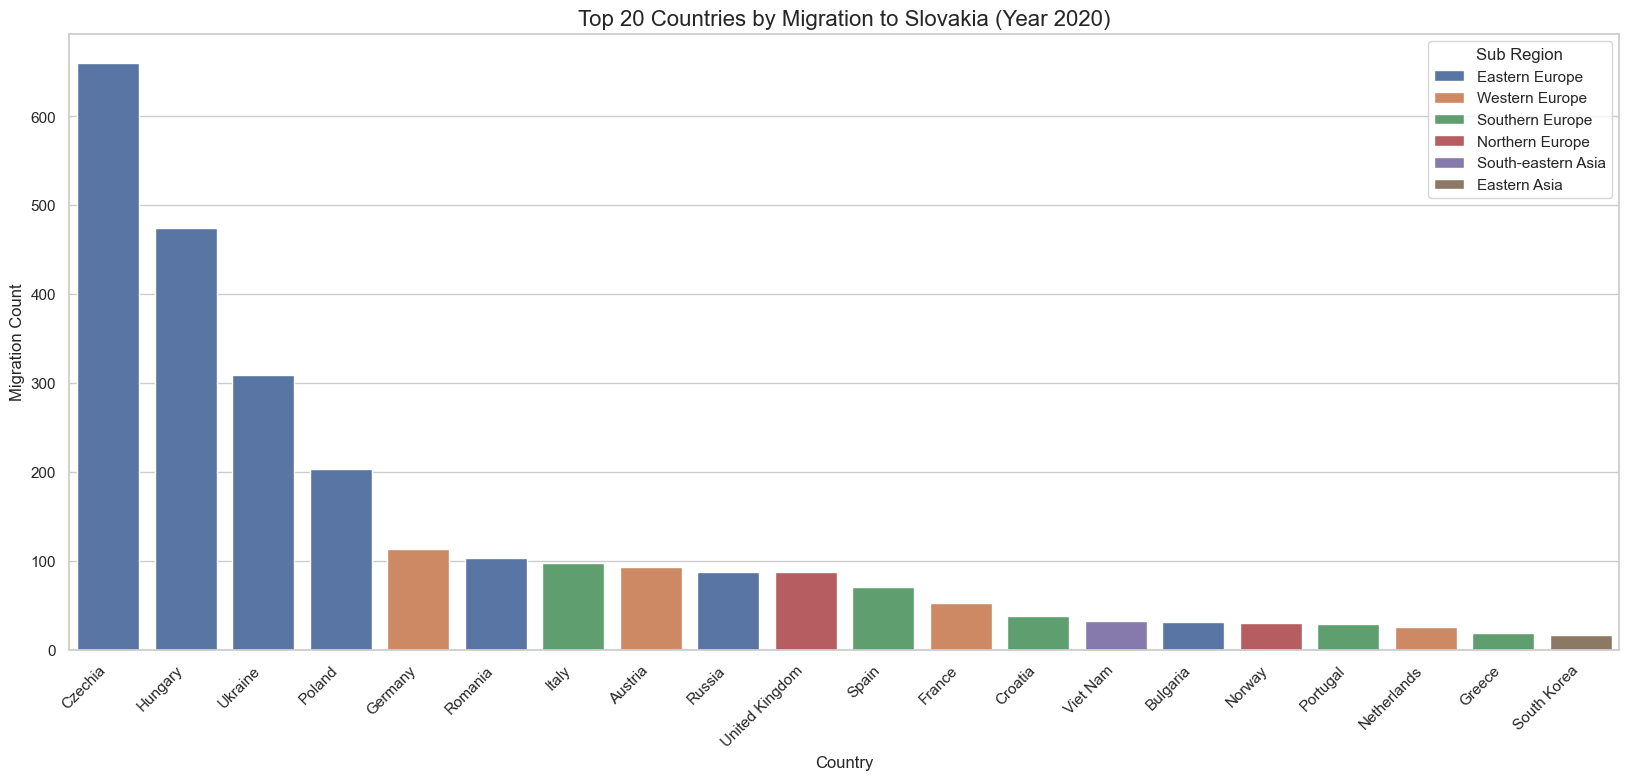 Top 20 Countries by Migration to Slovakia (Year 2020)
Sub Region
Eastern Europe
Western Europe
Southern Europe
Northern Europe
South-eastern Asia
Eastern Asia
Migration Count
600
500
400
300
200
100
0
Czechia
Hungary
Ukraine
Poland
Germany
Romania
Italy
Austria
Russia
United Kingdom
Spain
France
Croatia
Viet Nam
Bulgaria
Norway
Portugal
Netherlands
Greece
South Korea
Country